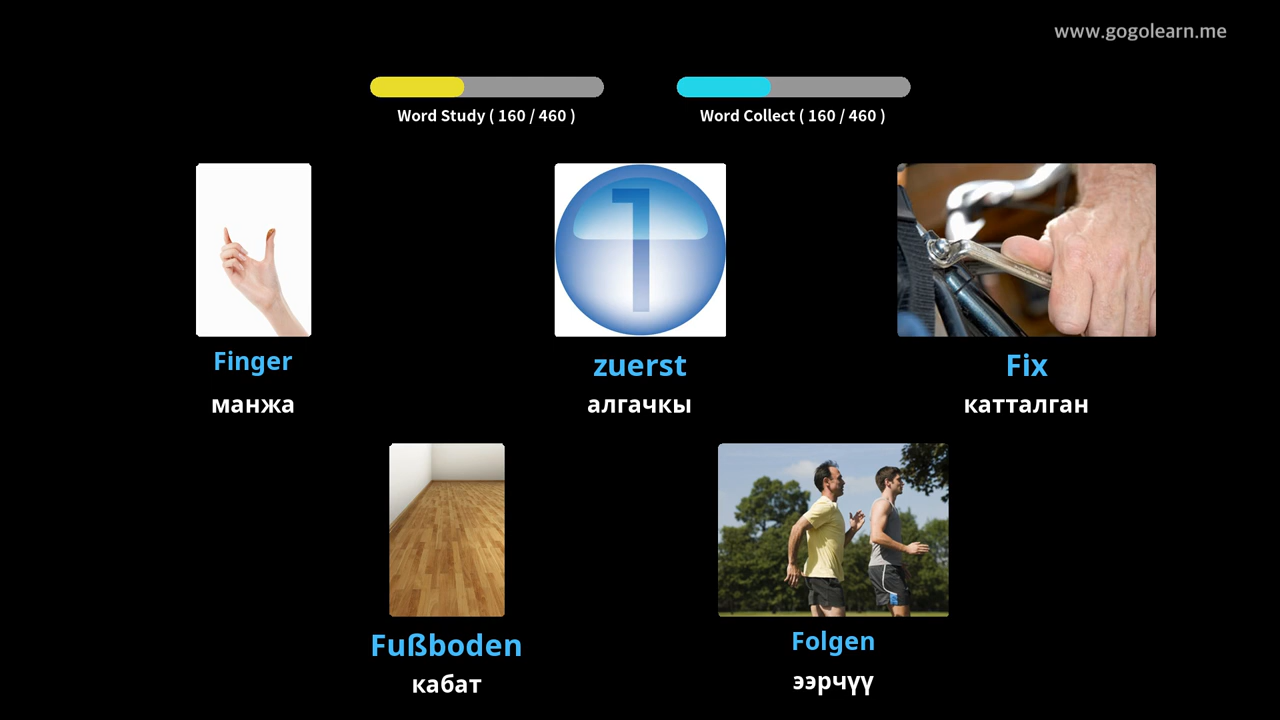 www.gogolearn.me
Word Study ( 160 / 460 )
Word Collect ( 160 / 460 )
1
Finger
манжа
zuerst
алгачкы
Fix
катталган
Fußboden
кабат
Folgen
ээрчүү